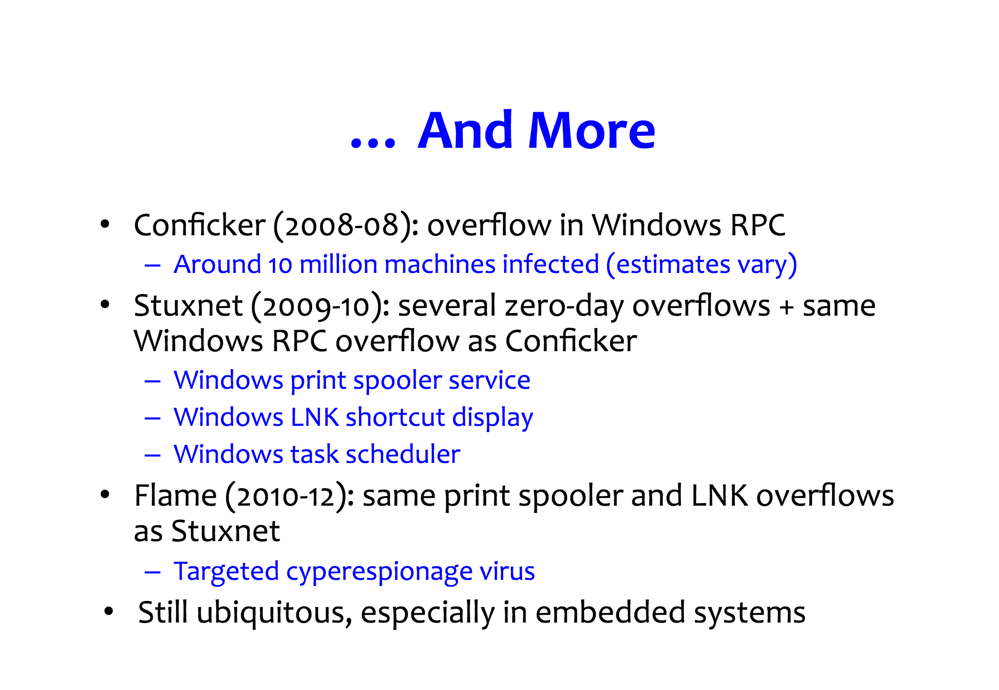 ... And More
• Conficker (2008-08): overflow in Windows RPC
– Around 10 million machines infected (estimates vary)
• Stuxnet (2009-10): several zero-day overflows + same
Windows RPC overflow as Conficker
– Windows print spooler service
– Windows LNK shortcut display
– Windows task scheduler
• Flame (2010-12): same print spooler and LNK overflows
as Stuxnet
– Targeted cyperespionage virus
• Still ubiquitous, especially in embedded systems